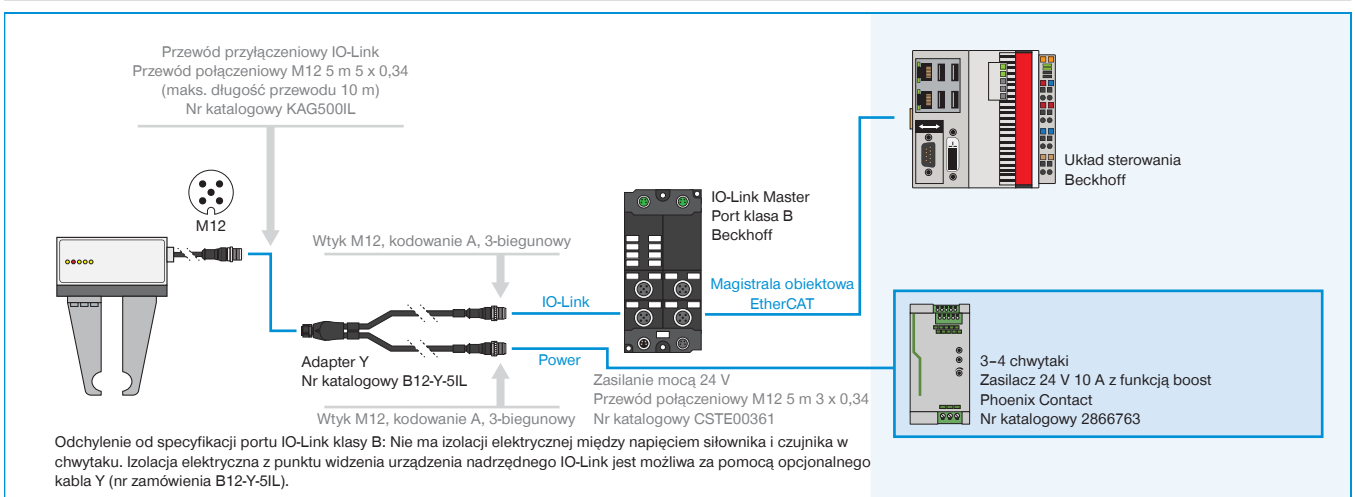 Przewód przyłączeniowy IO-Link
Przewód połączeniowy M12 5 m 5 x 0,34
(maks. długość przewodu 10 m)
Nr katalogowy KAG500IL
M12
Wtyk M12, kodowanie A, 3-biegunowy
IO-Link Master
Port klasa B
Beckhoff
Układ sterowania
Beckhoff
IO-Link
Magistrala obiektowa
EtherCAT
Adapter Y
Nr katalogowy B12-Y-5IL
Power
Zasilanie mocą 24 V
Przewód połączeniowy M12 5 m 3 x 0,34
Nr katalogowy CSTE00361
3–4 chwytaki
Zasilacz 24 V 10 A z funkcją boost
Phoenix Contact
Nr katalogowy 2866763
Wtyk M12, kodowanie A, 3-biegunowy
Odchylenie od specyfikacji portu IO-Link klasy B: Nie ma izolacji elektrycznej między napięciem siłownika i czujnika w
chwytaku. Izolacja elektryczna z punktu widzenia urządzenia nadrzędnego IO-Link jest możliwa za pomocą opcjonalnego
kabla Y (nr zamówienia B12-Y-5IL).